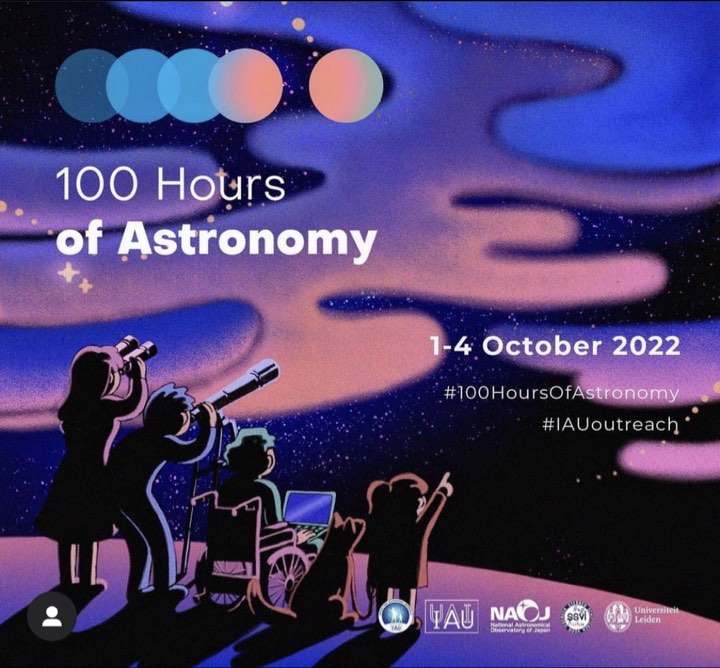 100 Hours
of Astronomy
1-4 October 2022
#100HoursOfAstronomy
#IAUoutreach
IAU
NAOJ
National Astronomical
Observatory of Japan
SSVI
Universiteit
Leiden